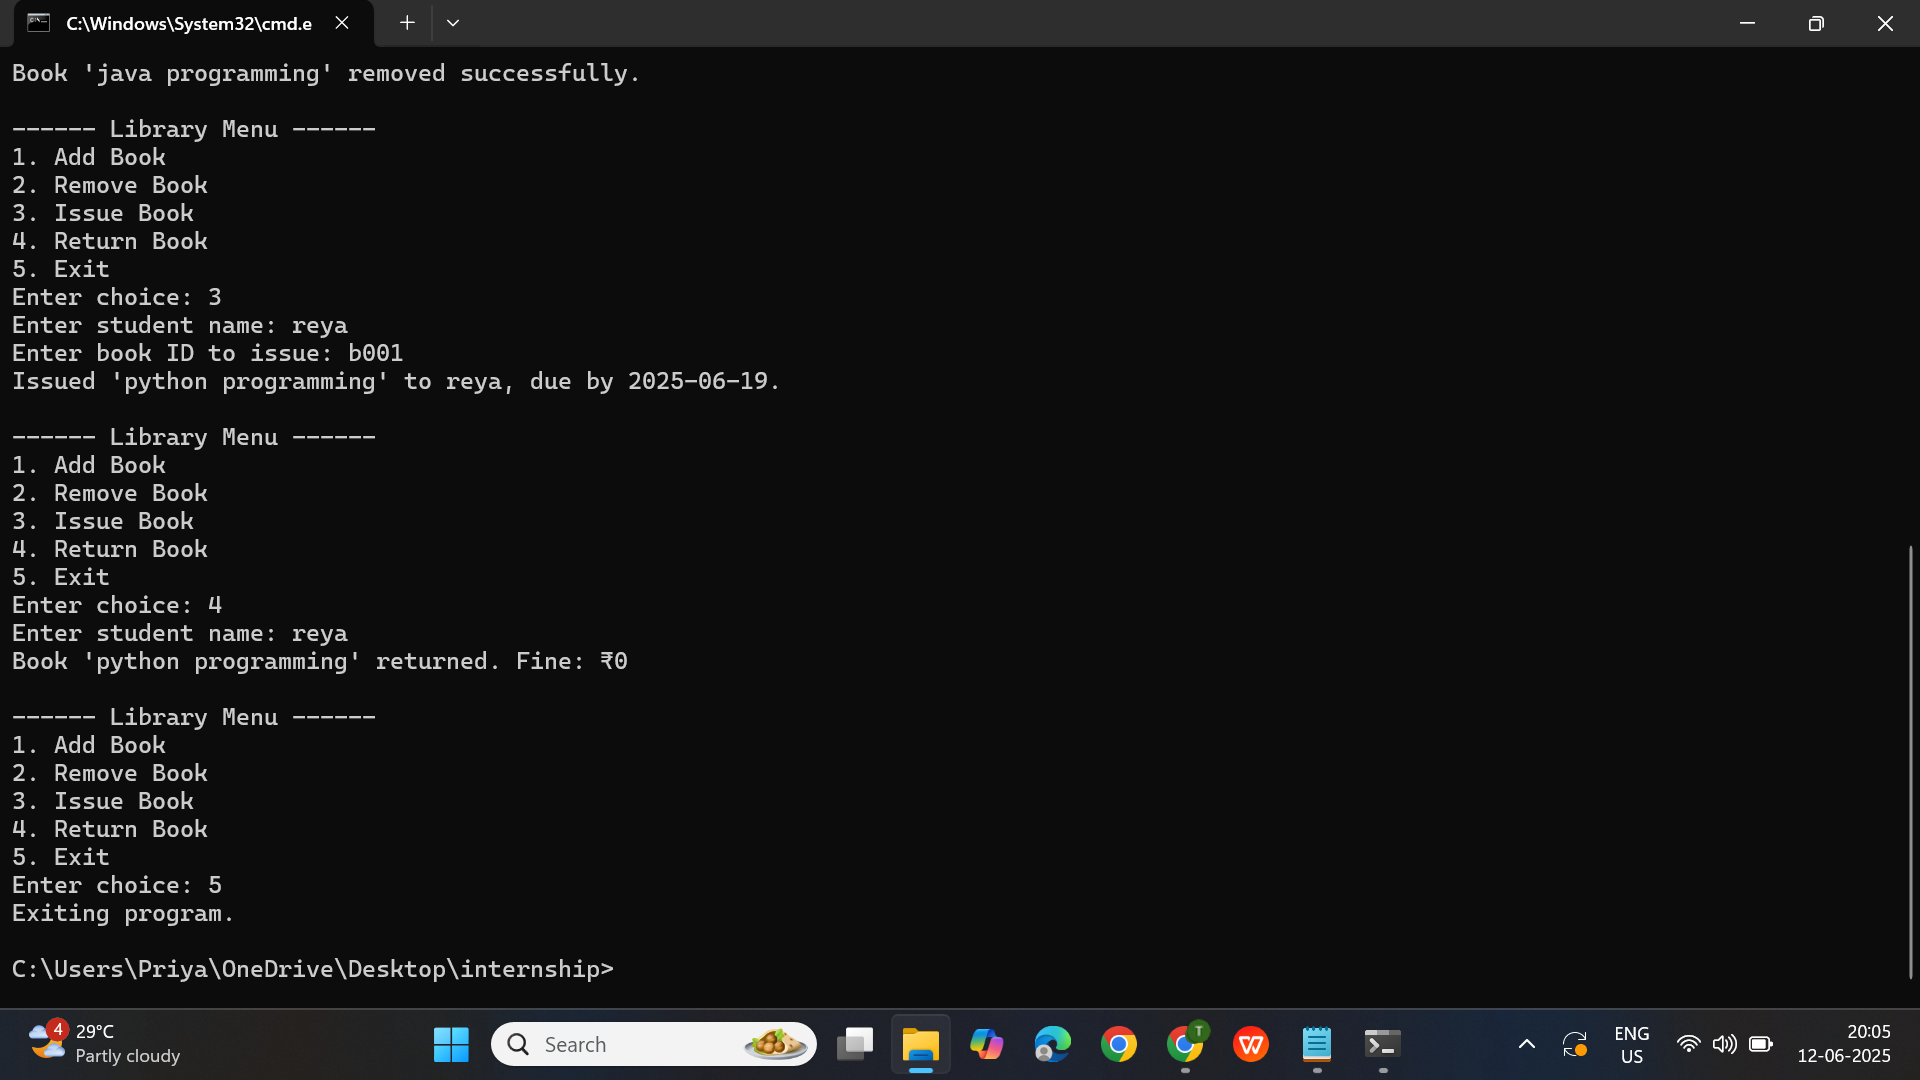 C:\Windows\System32\cmd.e
Book 'java programming' removed successfully.
------ Library Menu ------
1. Add Book
2. Remove Book
3. Issue Book
4. Return Book
5. Exit
Enter choice: 3
Enter student name: reya
Enter book ID to issue: b001
Issued 'python programming' to reya, due by 2025-06-19.
------ Library Menu ------
1. Add Book
2. Remove Book
3. Issue Book
4. Return Book
5. Exit
Enter choice: 4
Enter student name: reya
Book 'python programming' returned. Fine: ₹0
------ Library Menu ------
1. Add Book
2. Remove Book
3. Issue Book
4. Return Book
5. Exit
Enter choice: 5
Exiting program.
C:\Users\Priya\OneDrive\Desktop\internship>
4
29°C
Partly cloudy
Search
T
W
ENG
US
20:05
12-06-2025